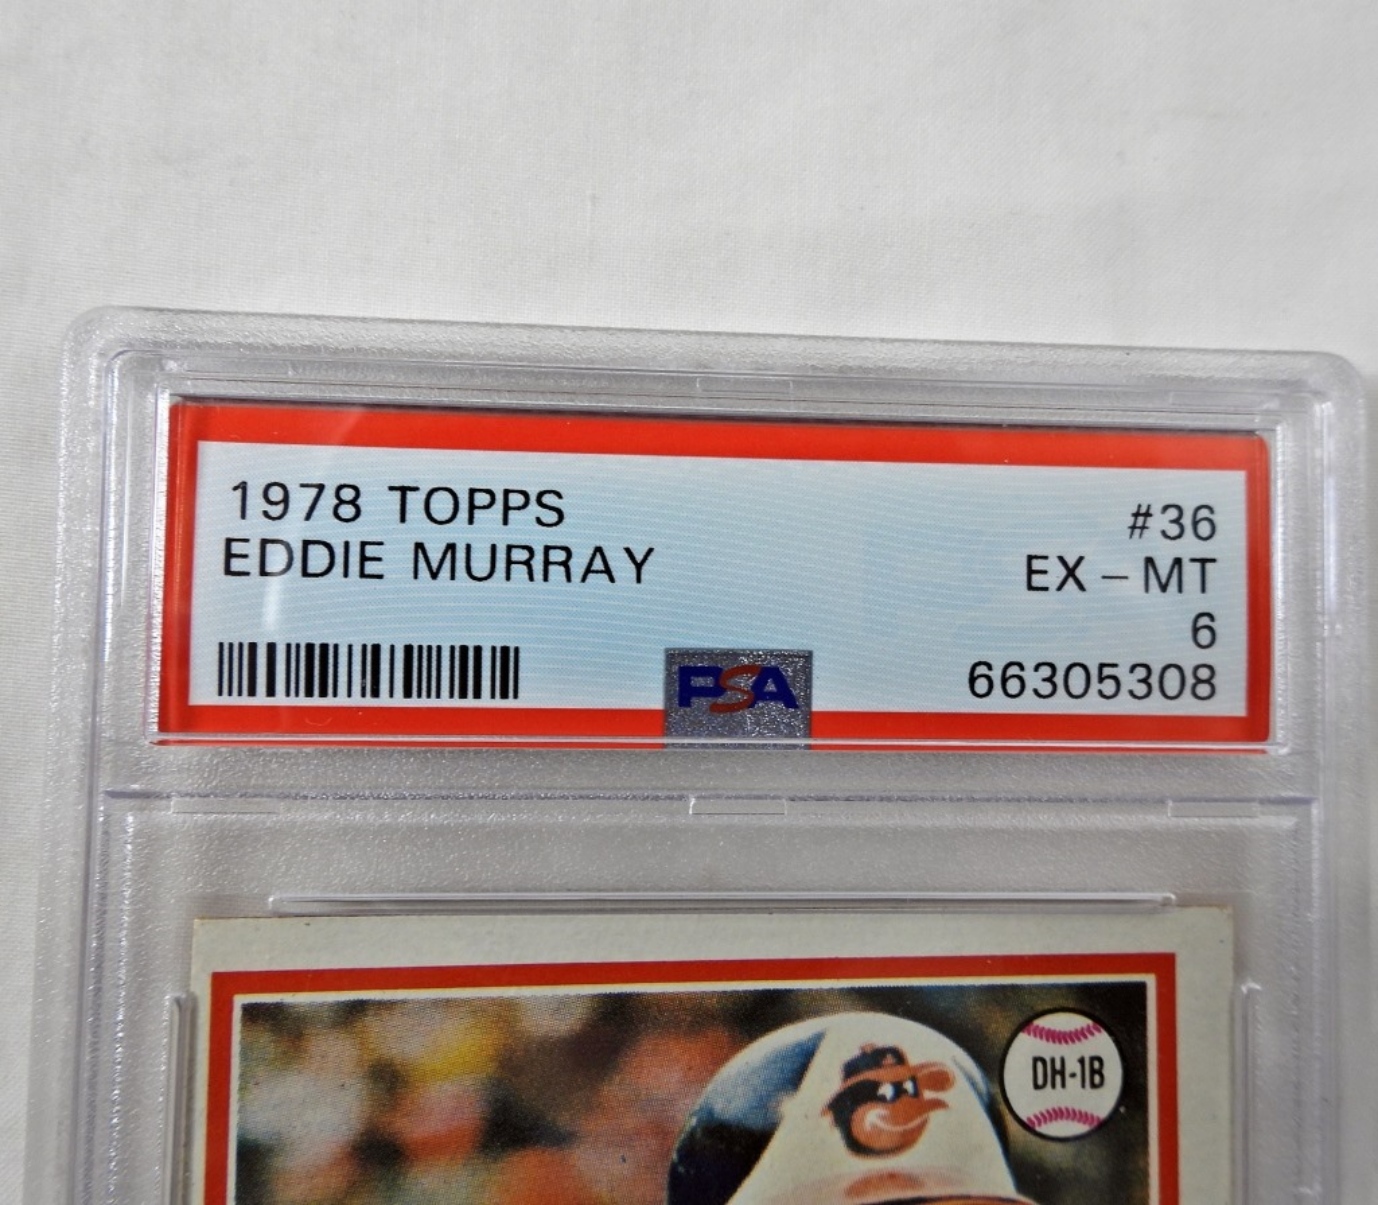 1978 TOPPS
EDDIE MURRAY
#36
EX - MT
6
66305308
PSA
DH-1B